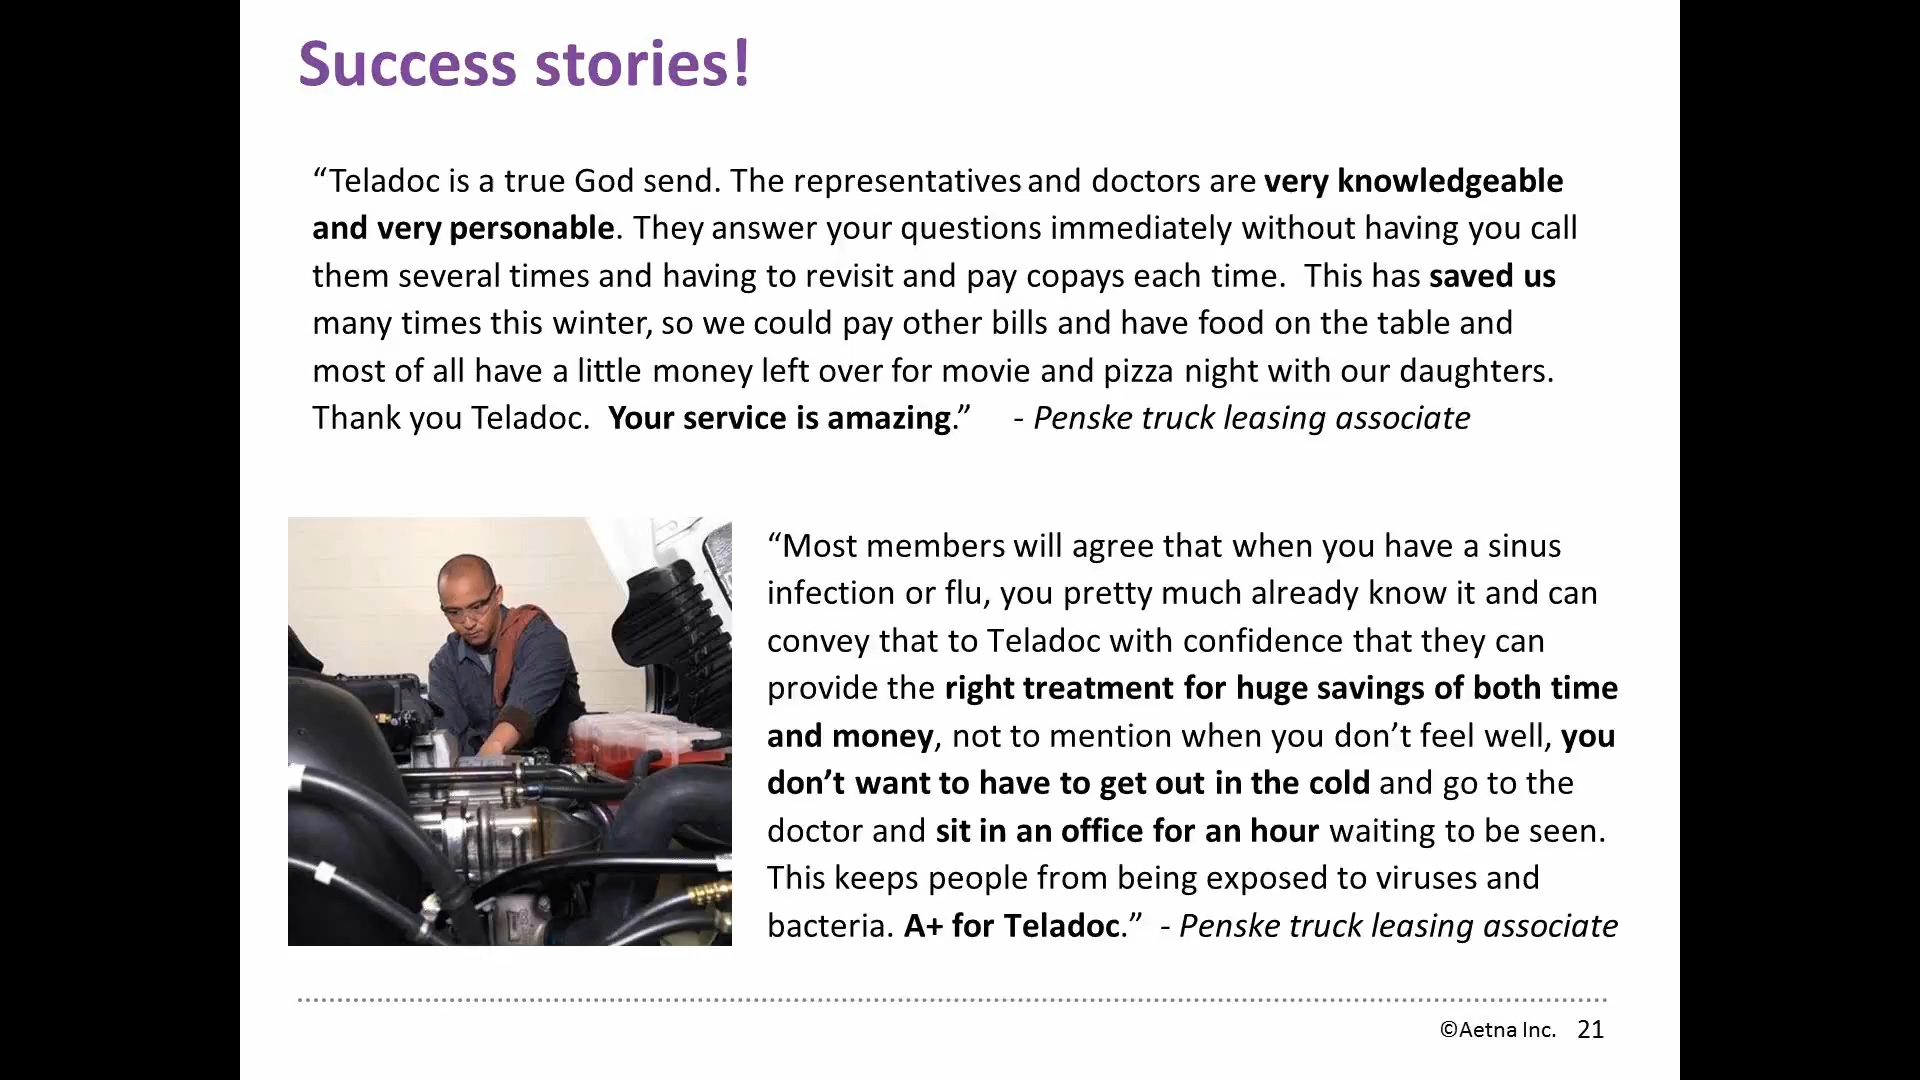 Success stories!
“Teladoc is a true God send. The representatives and doctors are very knowledgeable
and very personable. They answer your questions immediately without having you call
them several times and having to revisit and pay copays each time.  This has saved us
many times this winter, so we could pay other bills and have food on the table and
most of all have a little money left over for movie and pizza night with our daughters.
Thank you Teladoc.  Your service is amazing.”     - Penske truck leasing associate
“Most members will agree that when you have a sinus
infection or flu, you pretty much already know it and can
convey that to Teladoc with confidence that they can
provide the right treatment for huge savings of both time
and money, not to mention when you don’t feel well, you
don’t want to have to get out in the cold and go to the
doctor and sit in an office for an hour waiting to be seen.
This keeps people from being exposed to viruses and
bacteria. A+ for Teladoc.”  - Penske truck leasing associate
©Aetna Inc. 21